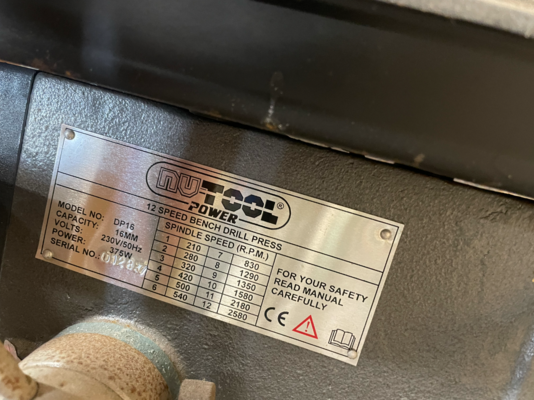 NU-TOOL®
POWER
12 SPEED BENCH DRILL PRESS
MODEL NO: DP16
CAPACITY: 16MM
VOLTS: 230V/50Hz
375W
SERIAL NO:
SPINDLE SPEED (R.P.M.)
1 210 7 830
2 280 8 1290
3 320 9 1350
4 420 10 1580
5 500 11 2180
6 540 12 2580
FOR YOUR SAFETY
READ MANUAL
CAREFULLY
CE